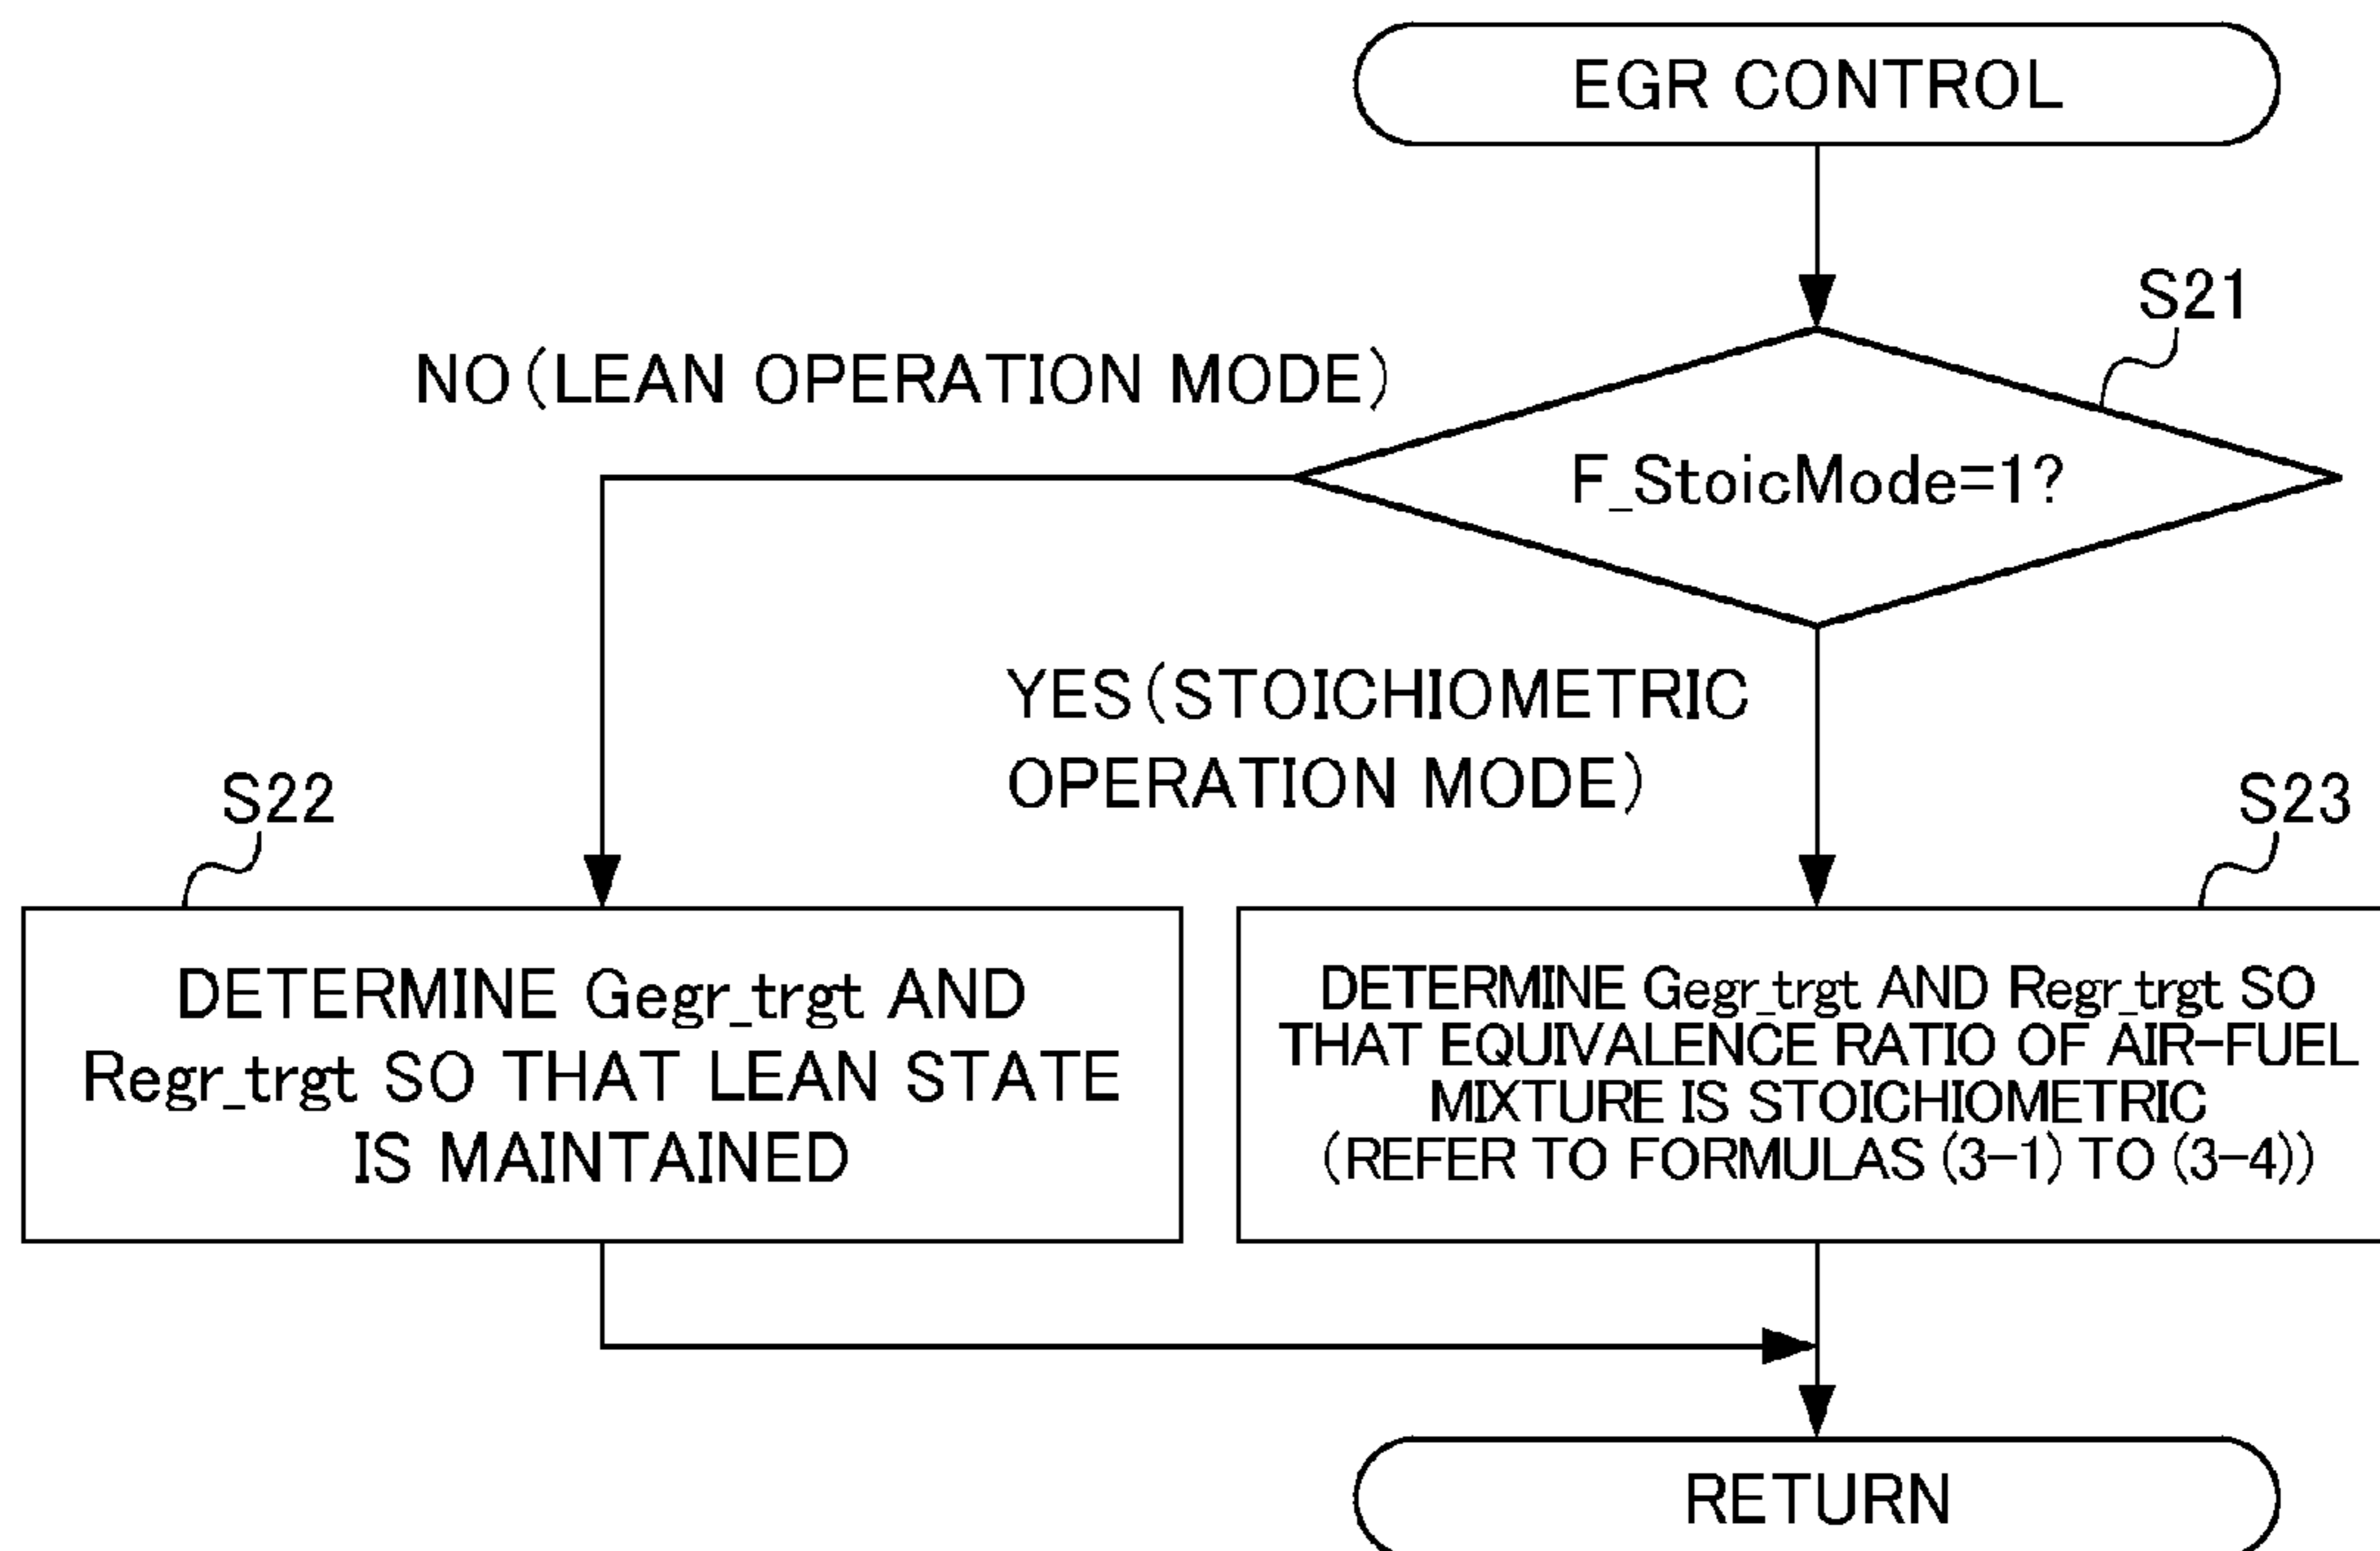 EGR CONTROL
S21
NO(LEAN OPERATION MODE)
F_StoicMode=1?
YES(STOICHIOMETRIC
OPERATION MODE)
S22
S23
DETERMINE Gegr_trgt AND
Regr_trgt SO THAT LEAN STATE
IS MAINTAINED
DETERMINE Gegr_trgt AND Regr_trgt SO
THAT EQUIVALENCE RATIO OF AIR-FUEL
MIXTURE IS STOICHIOMETRIC
(REFER TO FORMULAS (3-1) TO (3-4))
RETURN